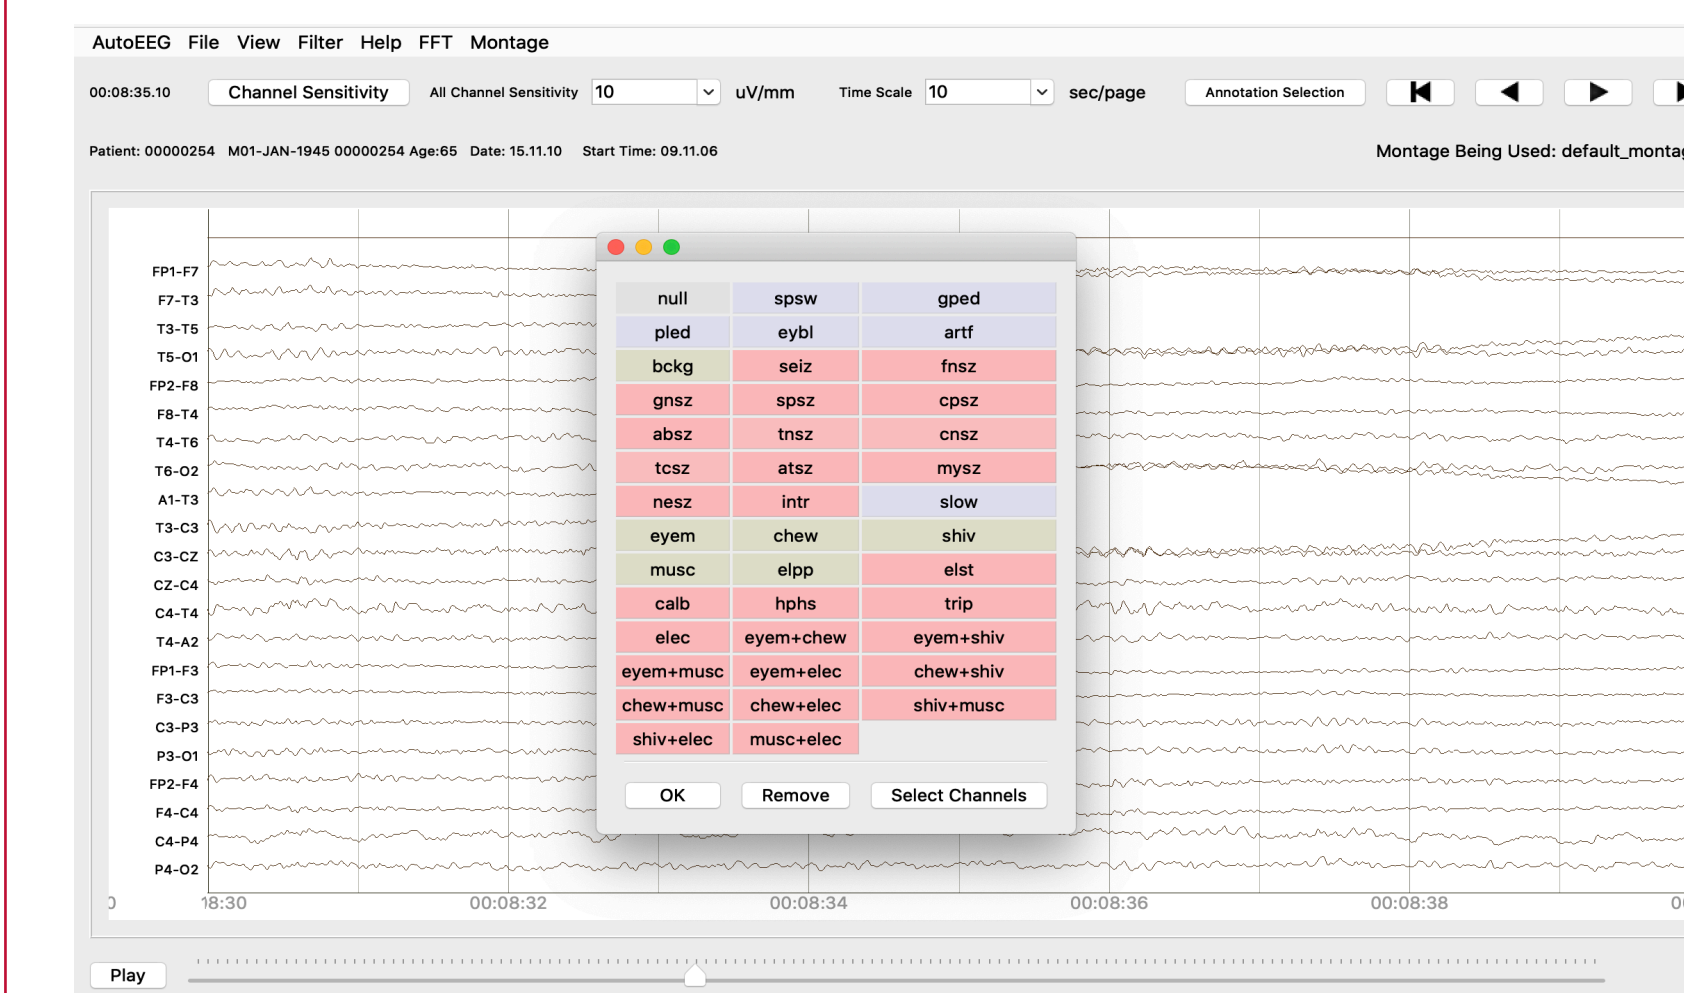 AutoEEG File View Filter Help FFT Montage
00:08:35.10 Channel Sensitivity All Channel Sensitivity 10 uV/mm Time Scale 10 sec/page Annotation Selection
Patient: 00000254 M01-JAN-1945 00000254 Age:65 Date: 15.11.10 Start Time: 09.11.06 Montage Being Used: default_montag
FP1-F7
F7-T3
T3-T5
T5-O1
FP2-F8
F8-T4
T4-T6
T6-O2
A1-T3
T3-C3
C3-CZ
CZ-C4
C4-T4
T4-A2
FP1-F3
F3-C3
C3-P3
P3-O1
FP2-F4
F4-C4
C4-P4
P4-O2
null spsw gped
pled eybl artf
bckg seiz fnsz
gnsz spsz cpsz
absz tnsz cnsz
tcsz atsz mysz
nesz intr slow
eyem chew shiv
musc elpp elst
calb hphs trip
elec eyem+chew eyem+shiv
eyem+musc eyem+elec chew+shiv
chew+musc chew+elec shiv+musc
shiv+elec musc+elec
OK Remove Select Channels
18:30 00:08:32 00:08:34 00:08:36 00:08:38
Play